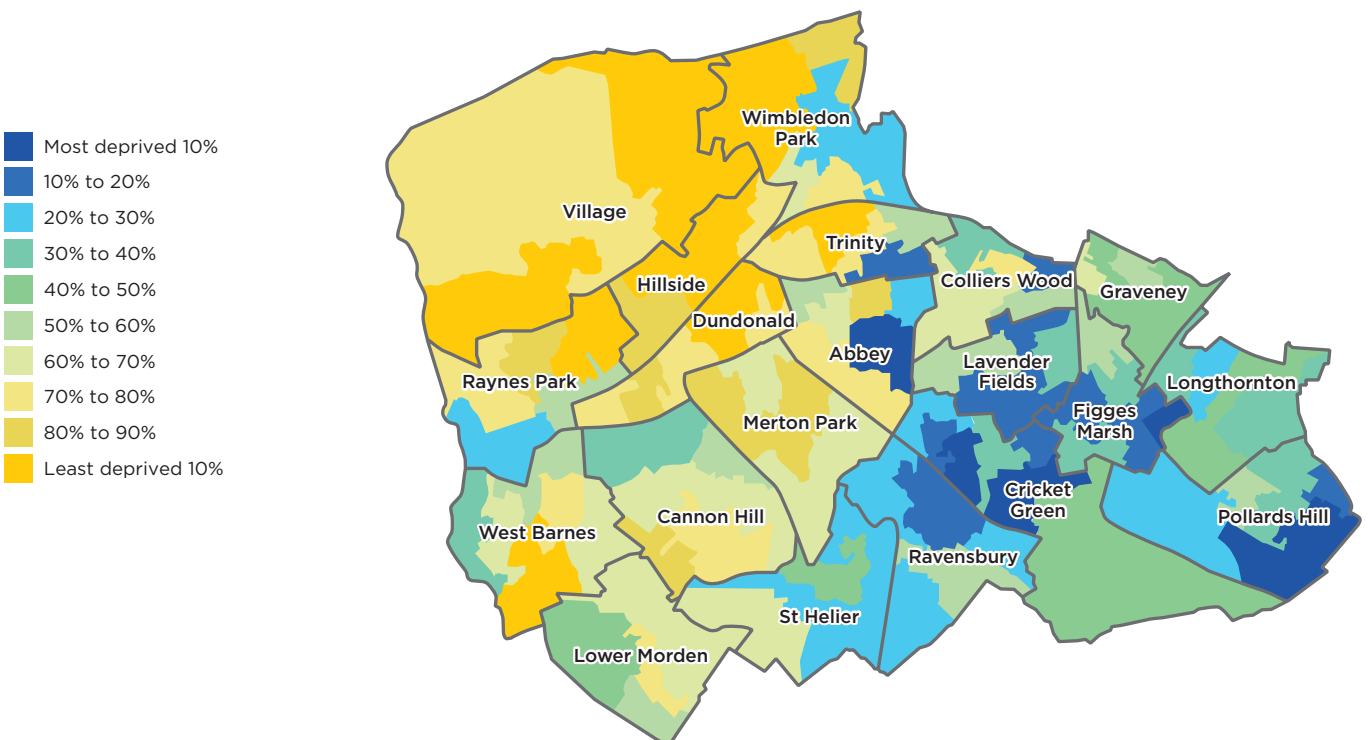 Most deprived 10%
10% to 20%
20% to 30%
30% to 40%
40% to 50%
50% to 60%
60% to 70%
70% to 80%
80% to 90%
Least deprived 10%
Wimbledon
Park
Village
Trinity
Hillside
Colliers Wood
Graveney
Dundonald
Abbey
Lavender
Fields
Raynes Park
Longthornton
Figges
Marsh
Merton Park
Cricket
Green
Pollards Hill
Cannon Hill
West Barnes
Ravensbury
St Helier
Lower Morden